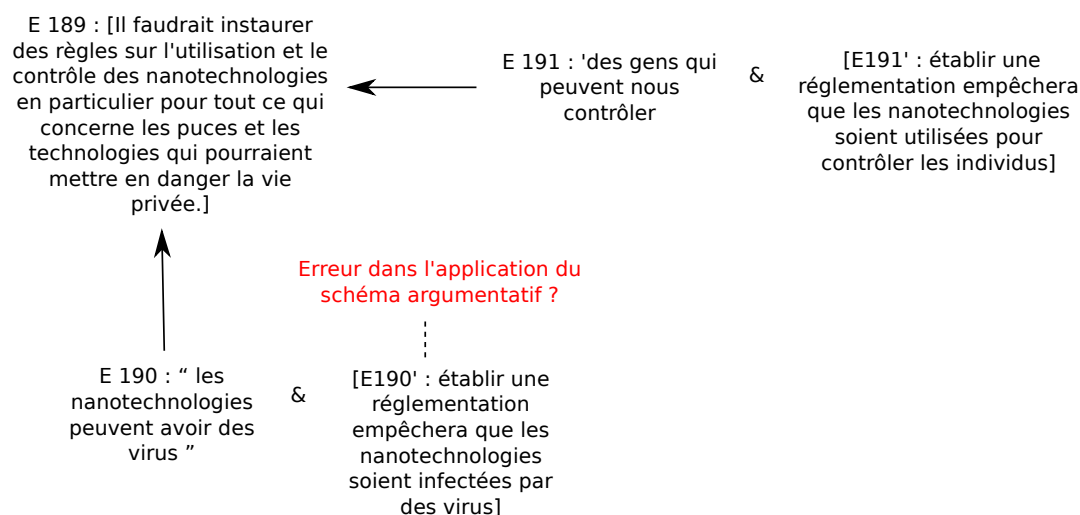 E 189 : [Il faudrait instaurer
des règles sur l'utilisation et le
contrôle des nanotechnologies
en particulier pour tout ce qui
concerne les puces et les
technologies qui pourraient
mettre en danger la vie
privée.]
E 191 : 'des gens qui
peuvent nous
contrôler
&
[E191' : établir une
réglementation empêchera
que les nanotechnologies
soient utilisées pour
contrôler les individus]
Erreur dans l'application du
schéma argumentatif ?
E 190 : “ les
nanotechnologies
peuvent avoir des
virus ”
&
[E190' : établir une
réglementation
empêchera que les
nanotechnologies
soient infectées par
des virus]